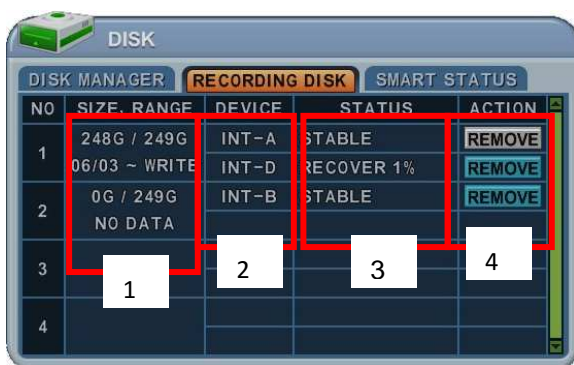 DISK
DISK MANAGER RECORDING DISK SMART STATUS
NO SIZE, RANGE DEVICE STATUS ACTION
1 248G / 249G INT-A STABLE REMOVE
06/03 ~ WRITE INT-D RECOVER 1% REMOVE
2 0G / 249G INT-B STABLE REMOVE
NO DATA
3
4
1 2 3 4